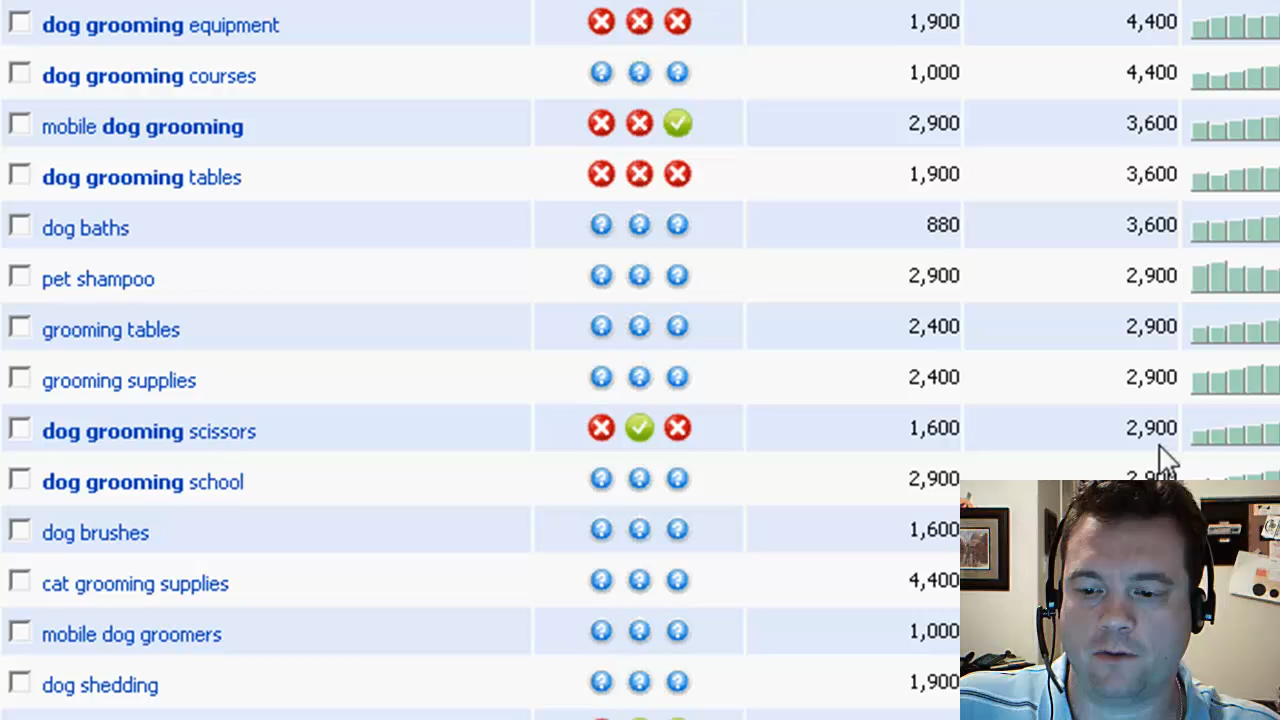 dog grooming equipment 1,900 4,400
dog grooming courses 1,000 4,400
mobile dog grooming 2,900 3,600
dog grooming tables 1,900 3,600
dog baths 880 3,600
pet shampoo 2,900 2,900
grooming tables 2,400 2,900
grooming supplies 2,400 2,900
dog grooming scissors 1,600 2,900
dog grooming school 2,900
dog brushes 1,600
cat grooming supplies 4,400
mobile dog groomers 1,000
dog shedding 1,900